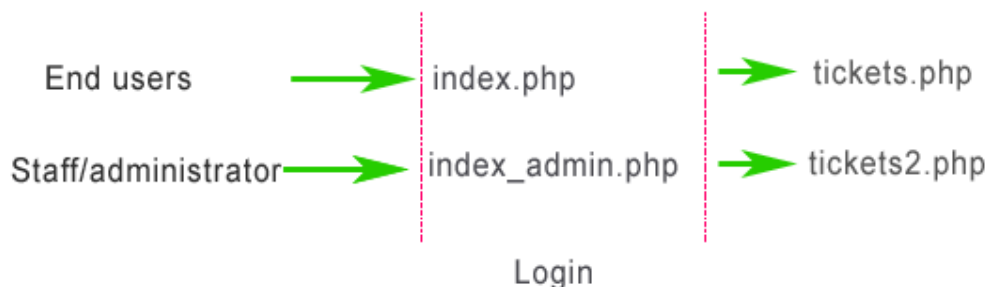 End users index.php tickets.php
Staff/administrator index_admin.php tickets2.php
Login